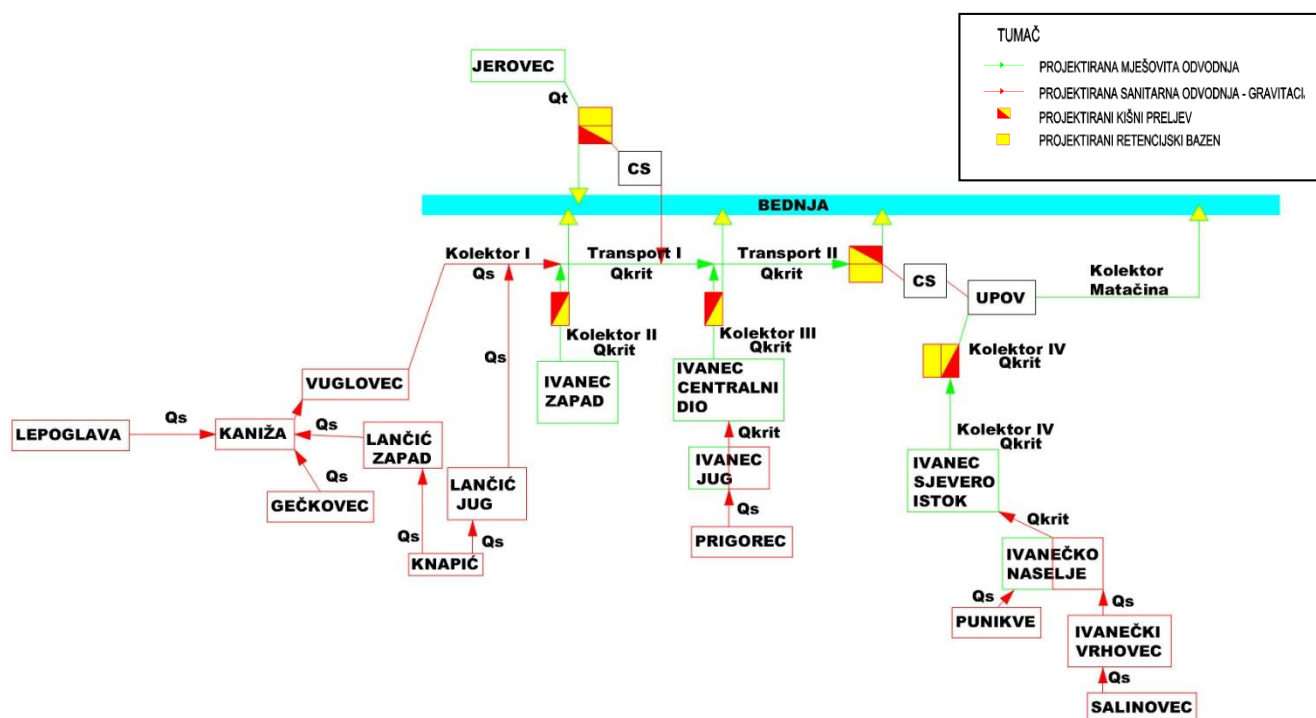 TUMAČ
PROJEKTIRANA MJEŠOVITA ODVODNJA
PROJEKTIRANA SANITARNA ODVODNJA - GRAVITACI
PROJEKTIRANI KIŠNI PRELJEV
PROJEKTIRANI RETENCIJSKI BAZEN
JEROVEC
Qt
CS
BEDNJA
Kolektor I
Qs
Transport I
Qkrit
Transport II
Qkrit
CS
UPOV
Kolektor
Matačina
Kolektor II
Qkrit
Kolektor III
Qkrit
Kolektor IV
Qkrit
Qs
VUGLOVEC
IVANEC
ZAPAD
IVANEC
CENTRALNI
DIO
LEPOGLAVA
Qs
KANIŽA
Qs
LANČIĆ
ZAPAD
Qkrit
Kolektor IV
Qkrit
Qs
GEČKOVEC
LANČIĆ
JUG
IVANEC
JUG
IVANEC
SJEVERO
ISTOK
Qs
Qs
KNAPIĆ
Qs
PRIGOREC
Qkrit
IVANEČKO
NASELJE
Qs
PUNIKVE
Qs
IVANEČKI
VRHOVEC
Qs
SALINOVEC